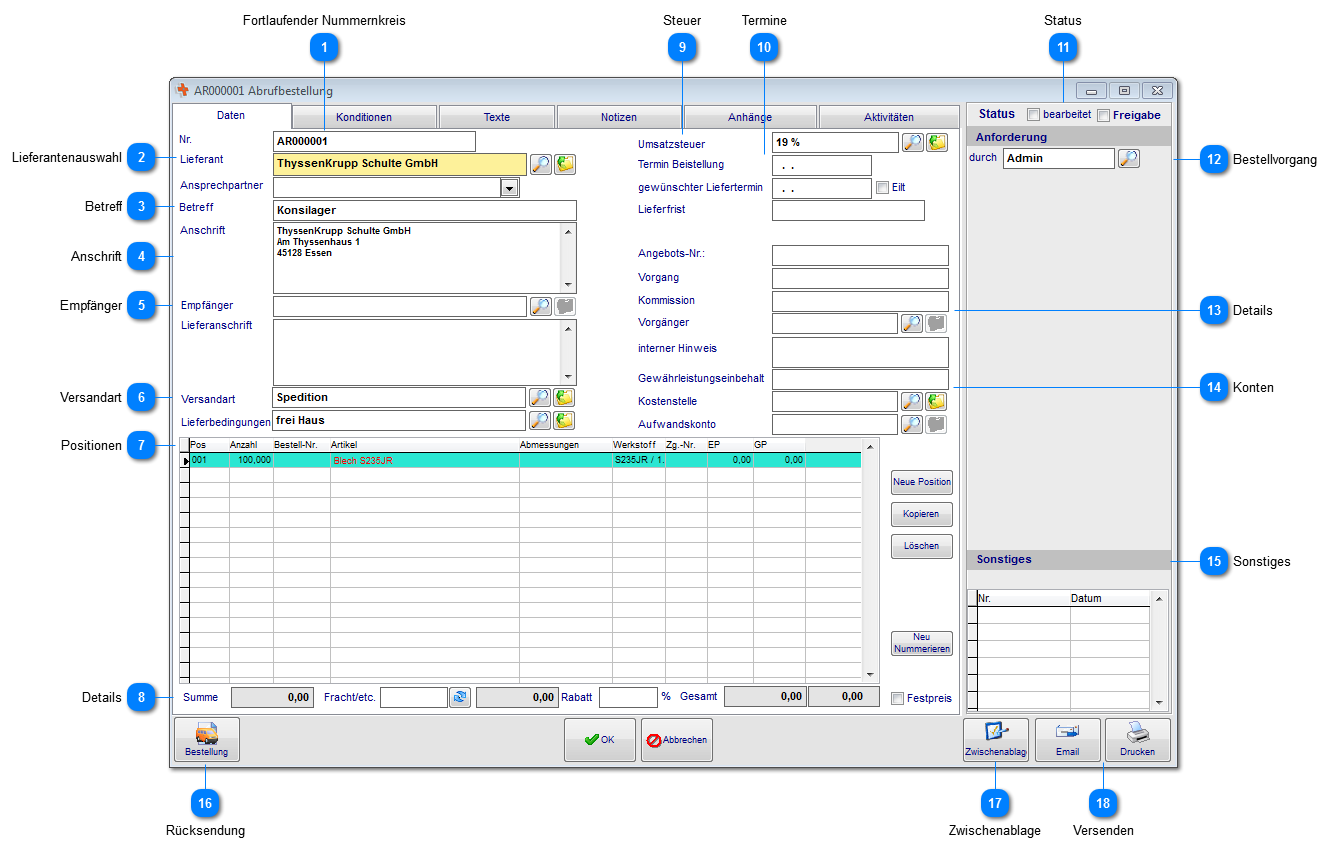 Fortlaufender Nummernkreis
Steuer
Termine
Status
1
9
10
11
AR000001 Abrufbestellung
Daten
Konditionen
Texte
Notizen
Anhänge
Aktivitäten
Status
bearbeitet
Freigabe
Nr.
AR000001
Umsatzsteuer
19 %
Anforderung
Lieferantenauswahl
2
Lieferant
ThyssenKrupp Schulte GmbH
Termin Beistellung
. .
durch
Admin
12
Bestellvorgang
Ansprechpartner
gewünschter Liefertermin
. .
Eilt
Betreff
3
Betreff
Konsilager
Lieferfrist
Anschrift
4
Anschrift
ThyssenKrupp Schulte GmbH
Am Thyssenhaus 1
45128 Essen
Angebots-Nr.:
Vorgang
Empfänger
5
Empfänger
Kommission
Lieferanschrift
Vorgänger
13
Details
interner Hinweis
Gewährleistungseinbehalt
14
Konten
Versandart
6
Versandart
Spedition
Kostenstelle
Lieferbedingungen
frei Haus
Aufwandskonto
Positionen
7
Pos
Anzahl
Bestell-Nr.
Artikel
Abmessungen
Werkstoff
Zg.-Nr.
EP
GP
001
100,000
Blech S235JR
S235JR / 1.
0,00
0,00
Neue Position
Kopieren
Löschen
Neu
Nummerieren
Sonstiges
15
Sonstiges
Nr.
Datum
Details
8
Summe
0,00
Fracht/etc.
0,00
Rabatt
%
Gesamt
0,00
0,00
Festpreis
Bestellung
OK
Abbrechen
Zwischenablag
Email
Drucken
16
17
18
Rücksendung
Zwischenablage
Versenden